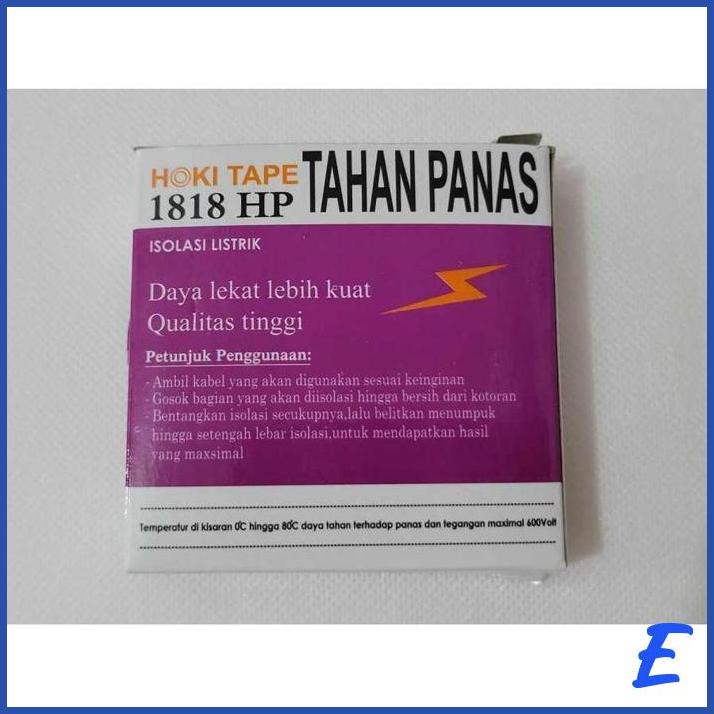 HOKI TAPE TAHAN PANAS
1818 HP
ISOLASI LISTRIK
Daya lekat lebih kuat
Qualitas tinggi
Petunjuk Penggunaan:
- Ambil kabel yang akan digunakan sesuai keinginan
- Gosok bagian yang akan diisolasi hingga bersih dari kotoran
- Bentangkan isolasi secukupnya,lalu belitkan menumpuk
hingga setengah lebar isolasi,untuk mendapatkan hasil
yang maxsimal
Temperatur di kisaran 0°C hingga 80°C daya tahan terhadap panas dan tegangan maximal 600Volt
E